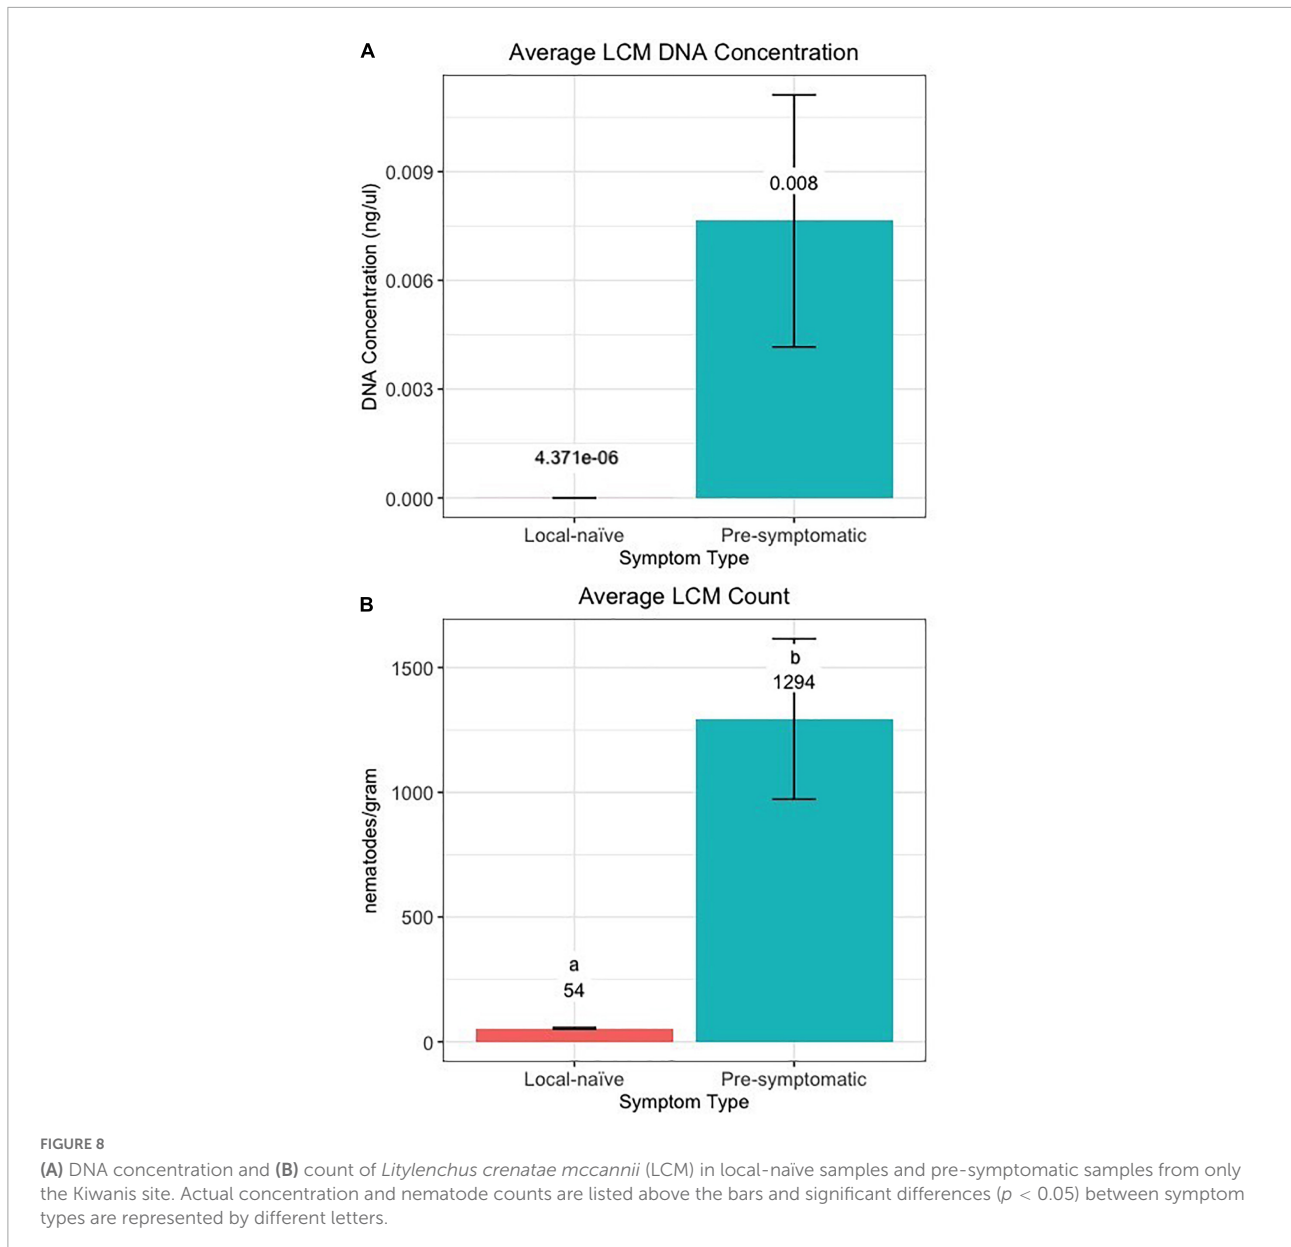 A
Average LCM DNA Concentration
DNA Concentration (ng/ul)
0.009
0.006
0.003
0.000
0.008
4.371e-06
Local-naïve
Pre-symptomatic
Symptom Type
B
Average LCM Count
nematodes/gram
1500
1000
500
0
b
1294
a
54
Local-naïve
Pre-symptomatic
Symptom Type
FIGURE 8
(A) DNA concentration and (B) count of Litylenchus crenatae mccannii (LCM) in local-naïve samples and pre-symptomatic samples from only
the Kiwanis site. Actual concentration and nematode counts are listed above the bars and significant differences (p < 0.05) between symptom
types are represented by different letters.